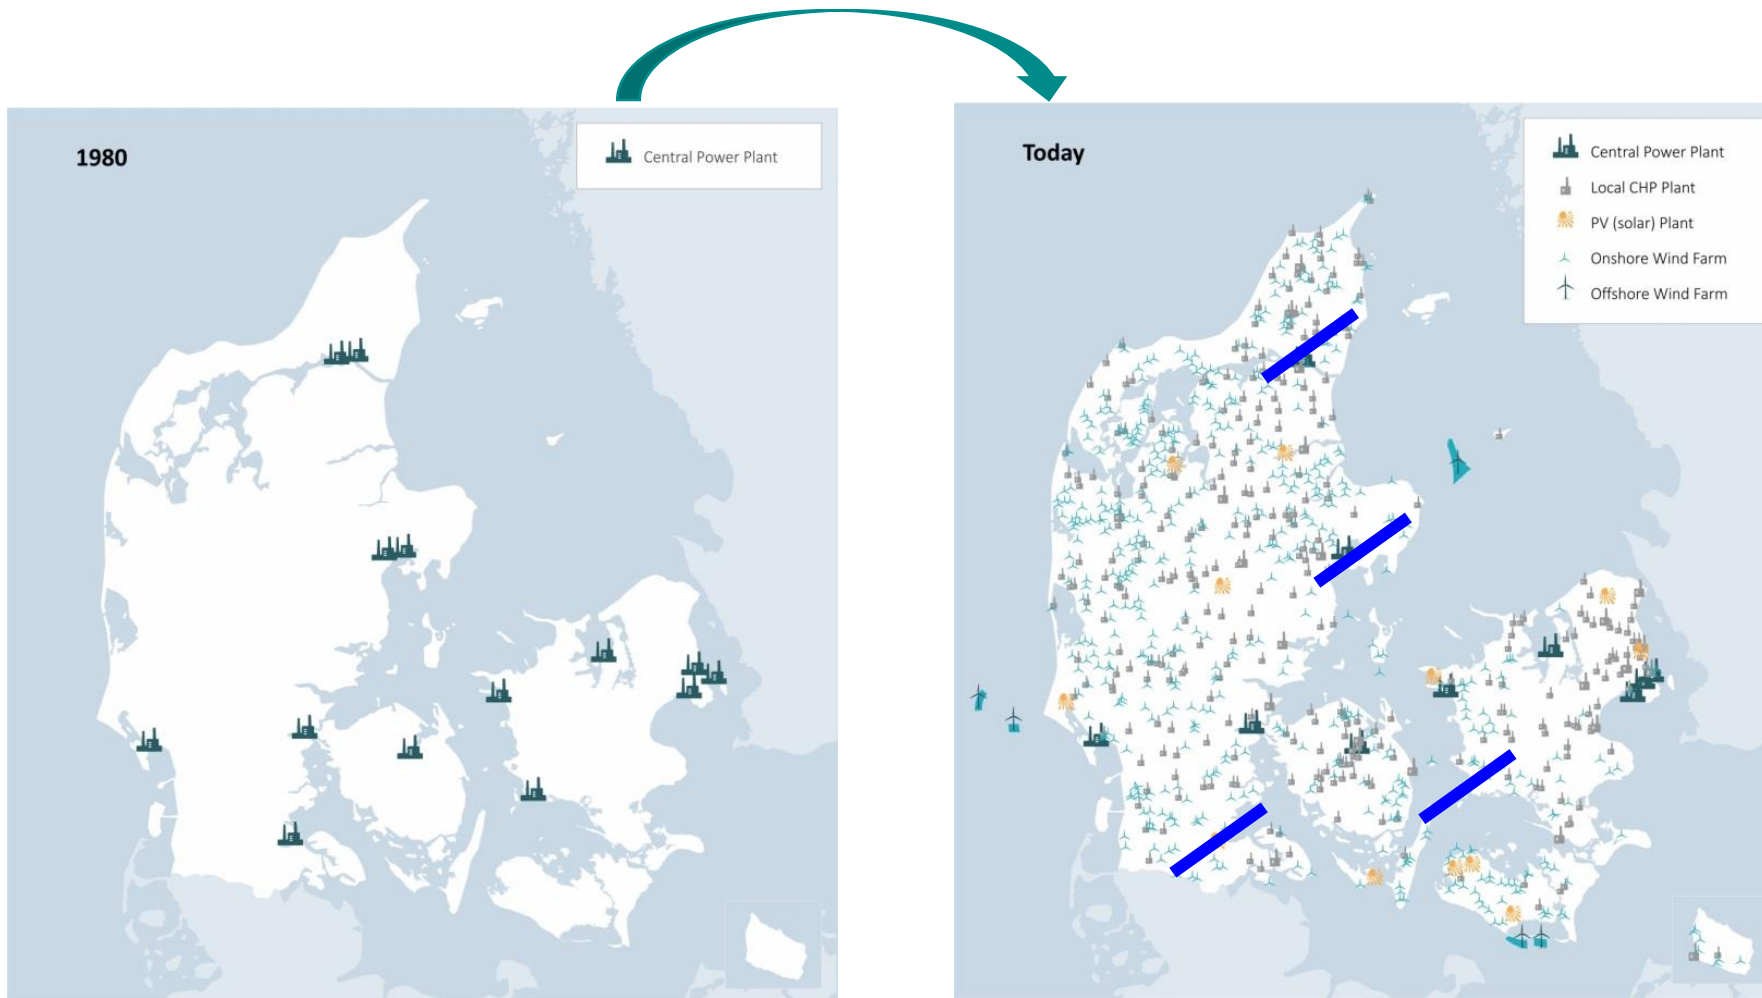 1980
Central Power Plant
Today
Central Power Plant
Local CHP Plant
PV (solar) Plant
Onshore Wind Farm
Offshore Wind Farm